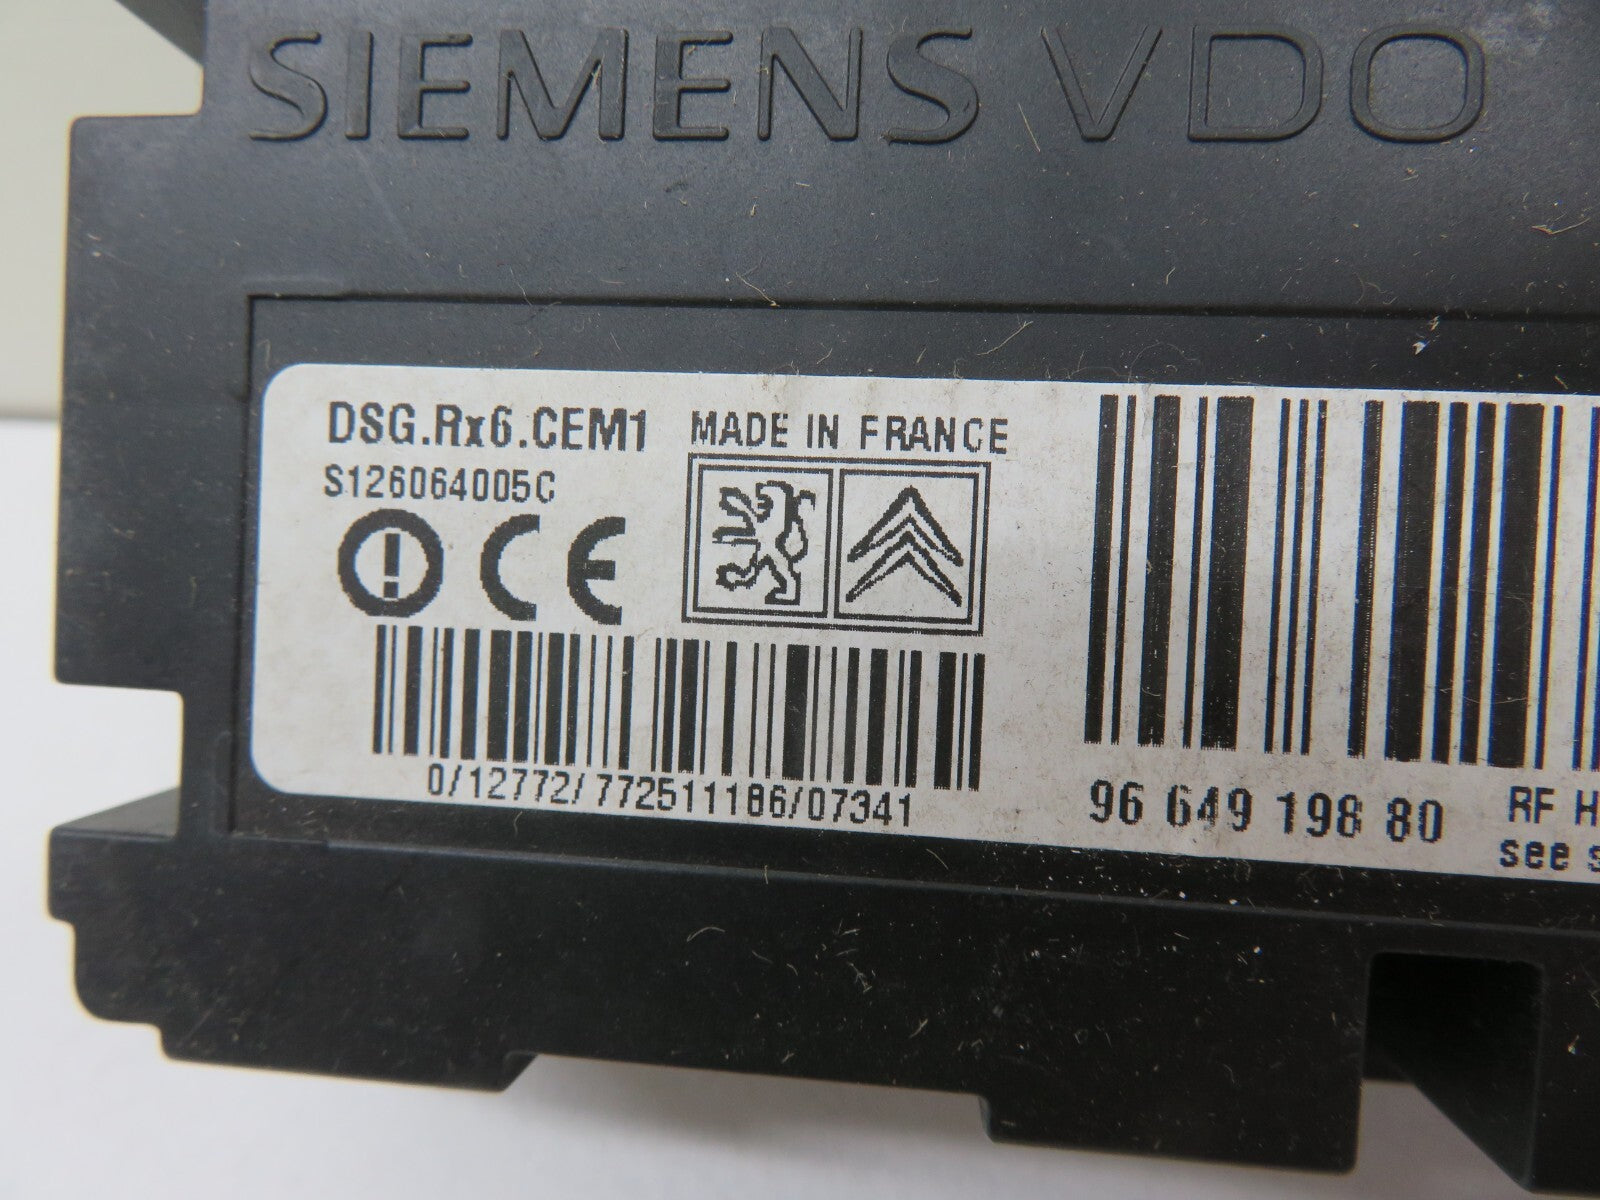 SIEMENS VDO
DSG.Rx6.CEM1
MADE IN FRANCE
S126064005C
CE
0/12772/772511186/07341
96 649 198 80
RF H
see s